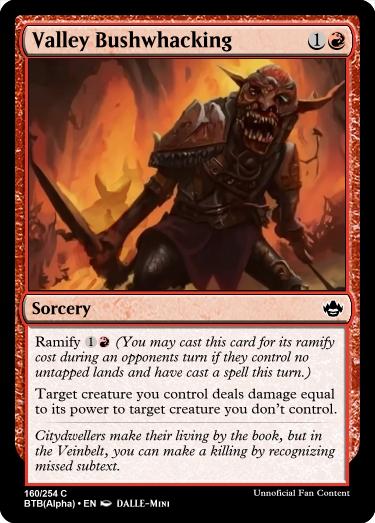 Valley Bushwhacking 1
Sorcery
Ramify 1 (You may cast this card for its ramify
cost during an opponents turn if they control no
untapped lands and have cast a spell this turn.)
Target creature you control deals damage equal
to its power to target creature you don't control.
Citydwellers make their living by the book, but in
the Veinbelt, you can make a killing by recognizing
missed subtext.
160/254 C
BTB(Alpha) • EN DALLE-Mini
Unofficial Fan Content